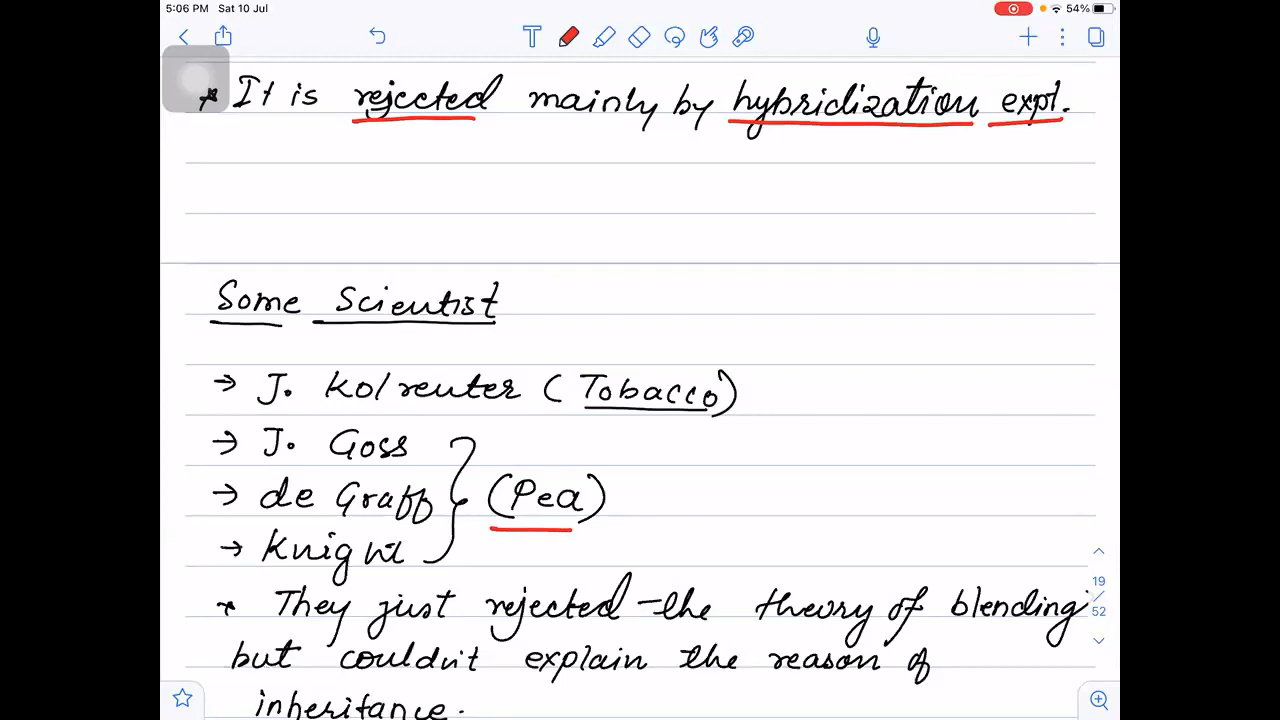 5:06 PM Sat 10 Jul
54%
* It is rejected mainly by hybridization expt.
Some Scientist
→ J. Kolreuter (Tobacco)
→ J. Goss
→ de Graff
(Pea)
→ Knight
* They just rejected the theory of blending
but couldn't explain the reason of
inheritance.
19
52